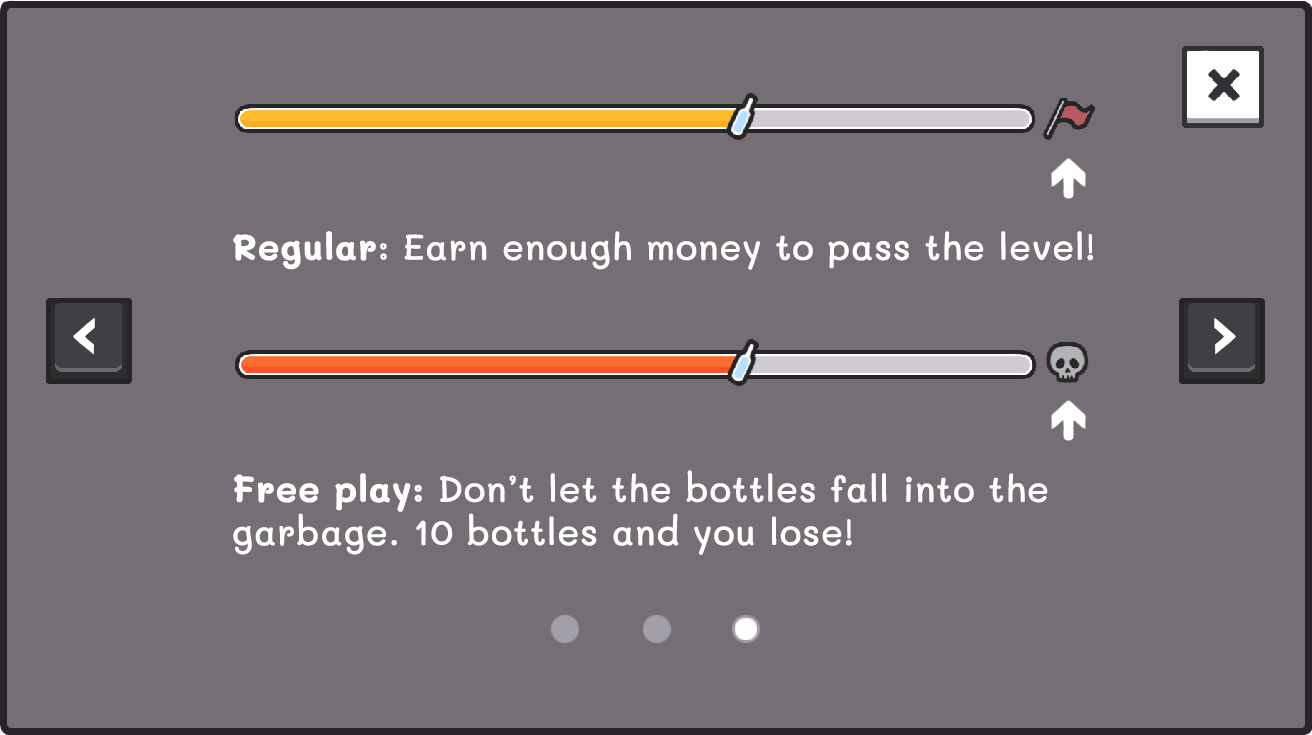 Regular: Earn enough money to pass the level!
Free play: Don't let the bottles fall into the
garbage. 10 bottles and you lose!